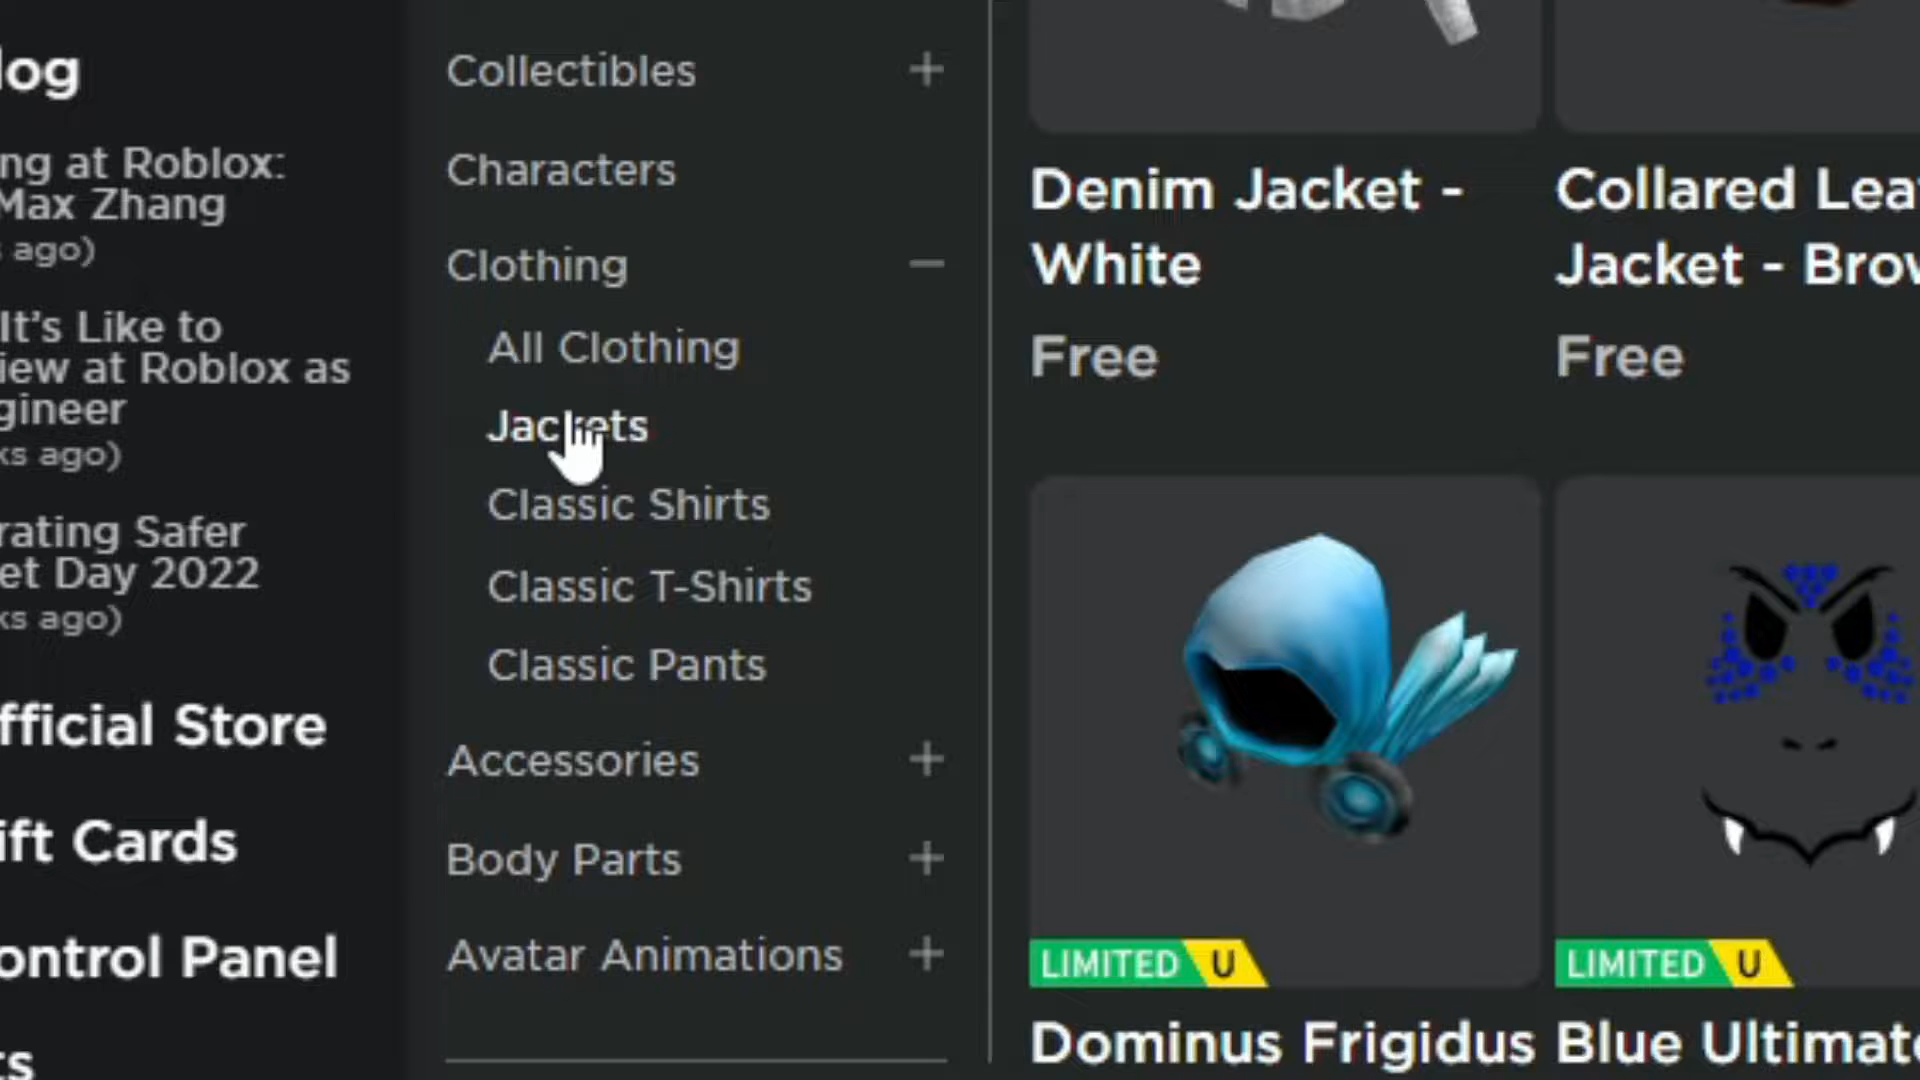 log
ng at Roblox:
Max Zhang
s ago)
It's Like to
iew at Roblox as
gineer
ks ago)
rating Safer
et Day 2022
ks ago)
fficial Store
ift Cards
ontrol Panel
ts
Collectibles +
Characters
Clothing −
All Clothing
Jackets
Classic Shirts
Classic T-Shirts
Classic Pants
Accessories +
Body Parts +
Avatar Animations +
Denim Jacket -
White
Free
Collared Lea
Jacket - Brow
Free
LIMITED U
Dominus Frigidus
LIMITED U
Blue Ultimate